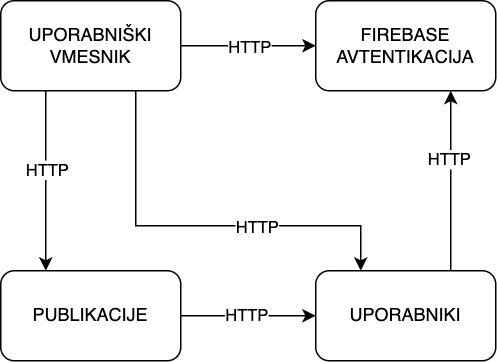 UPORABNIŠKI
VMESNIK
HTTP
FIREBASE
AVTENTIKACIJA
HTTP
HTTP
HTTP
PUBLIKACIJE
HTTP
UPORABNIKI